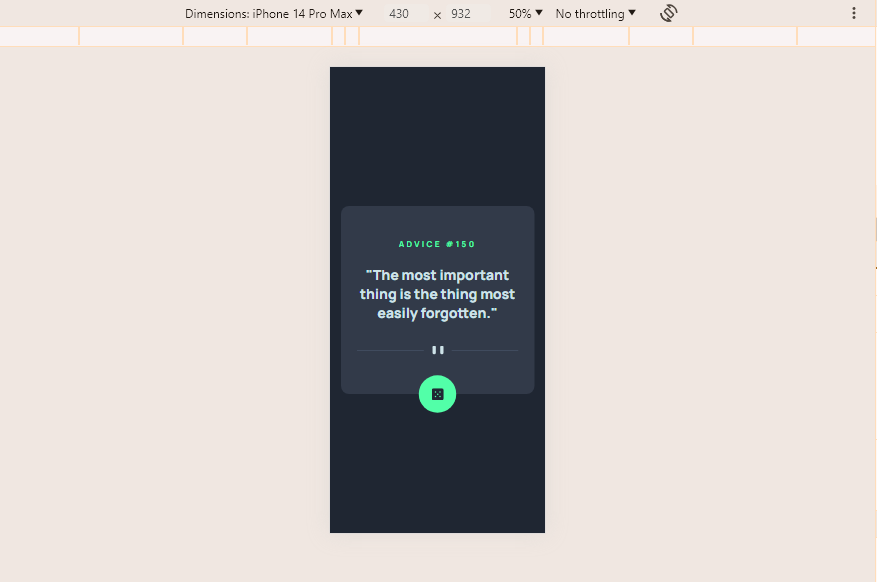 Dimensions: iPhone 14 Pro Max ▼ 430 × 932 50% ▼ No throttling ▼
ADVICE #150
"The most important
thing is the thing most
easily forgotten."